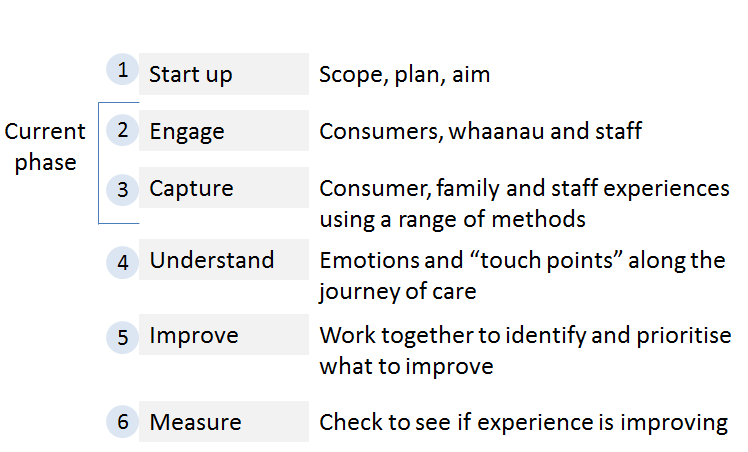 1 Start up Scope, plan, aim
Current phase
2 Engage Consumers, whaanau and staff
3 Capture Consumer, family and staff experiences
using a range of methods
4 Understand Emotions and “touch points” along the
journey of care
5 Improve Work together to identify and prioritise
what to improve
6 Measure Check to see if experience is improving